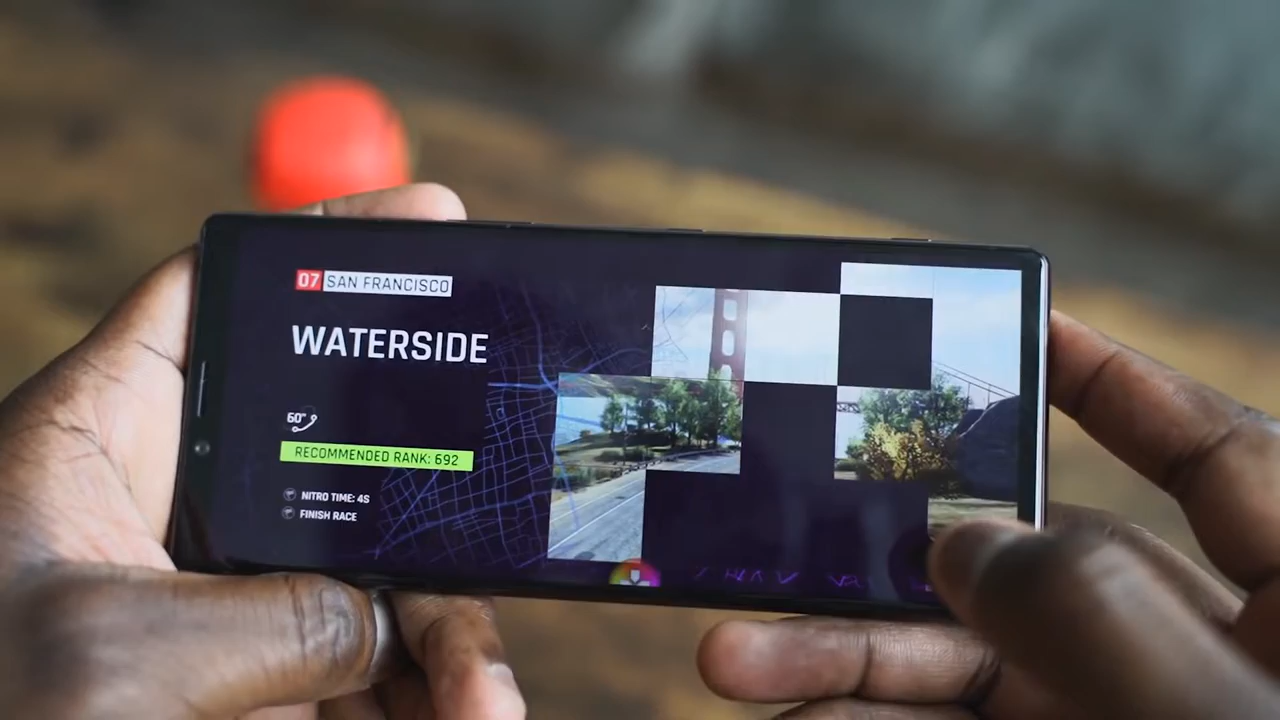 07 SAN FRANCISCO
WATERSIDE
60"
RECOMMENDED RANK: 692
NITRO TIME: 4S
FINISH RACE